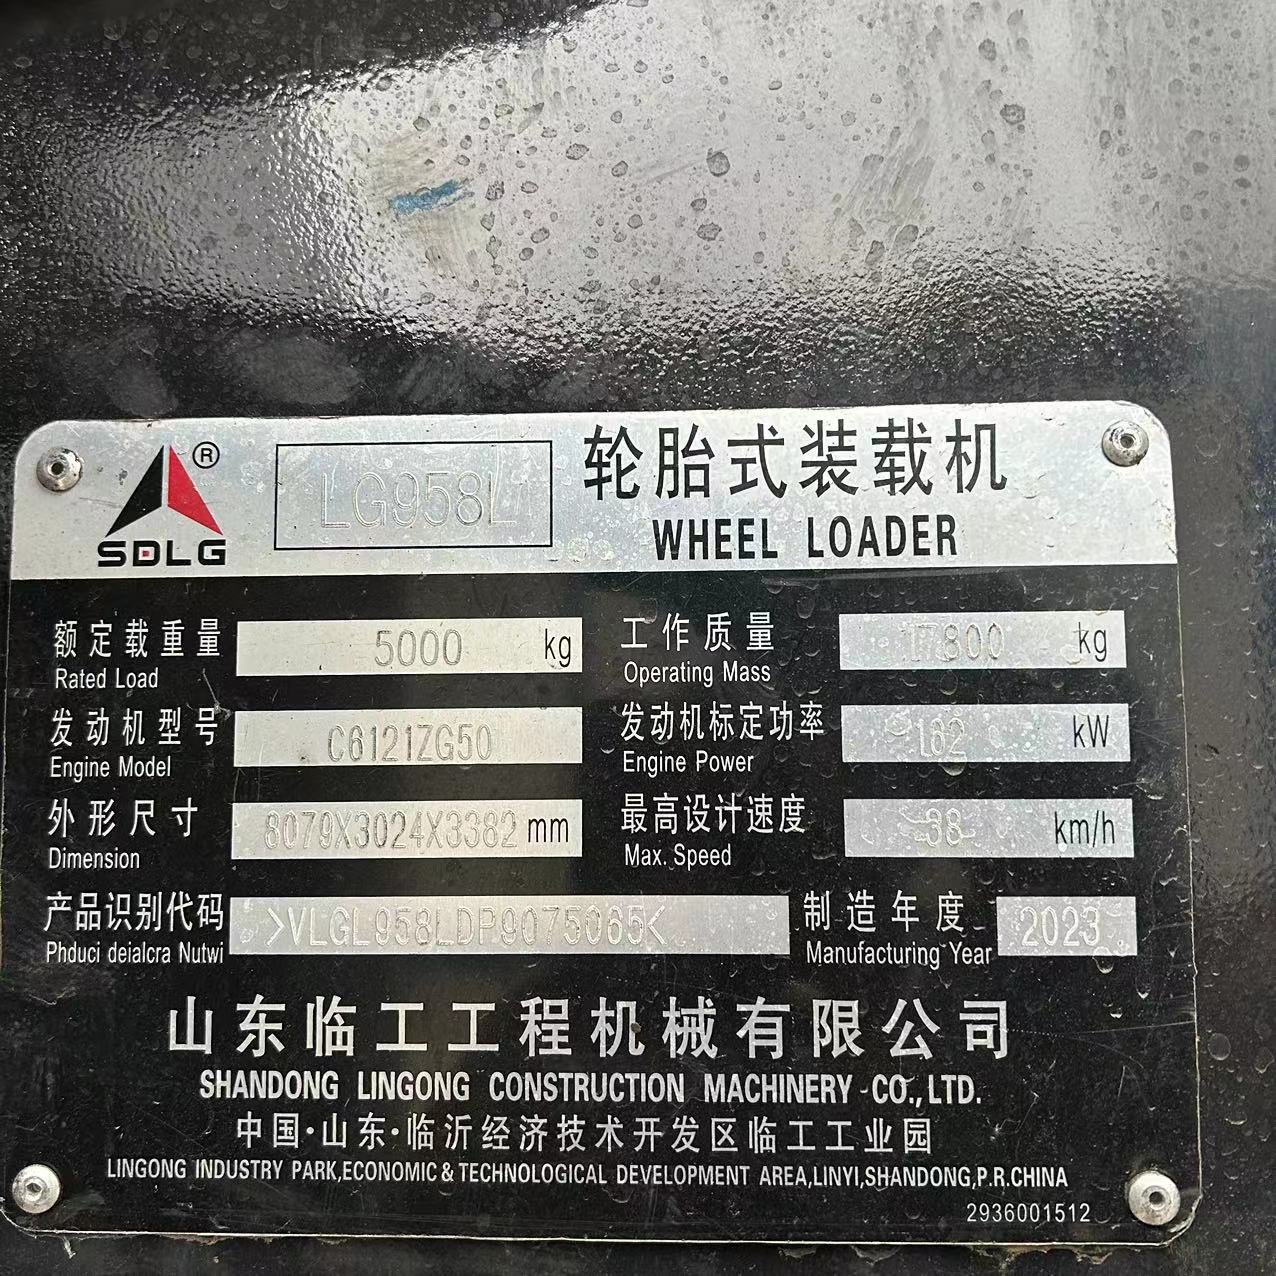 SDLG ®
LG958L
轮胎式装载机
WHEEL LOADER
额定载重量 5000 kg 工作质量 17800 kg
Rated Load Operating Mass
发动机型号 C6121ZG50 发动机标定功率 162 kW
Engine Model Engine Power
外形尺寸 8079X3024X3382 mm 最高设计速度 38 km/h
Dimension Max. Speed
产品识别代码 >VLGL958LDP9075065< 制造年度 2023
Phduci deialcra Nutwi Manufacturing Year
山东临工工程机械有限公司
SHANDONG LINGONG CONSTRUCTION MACHINERY CO.,LTD.
中国·山东·临沂经济技术开发区临工工业园
LINGONG INDUSTRY PARK,ECONOMIC & TECHNOLOGICAL DEVELOPMENT AREA,LINYI,SHANDONG,P.R.CHINA
2936001512